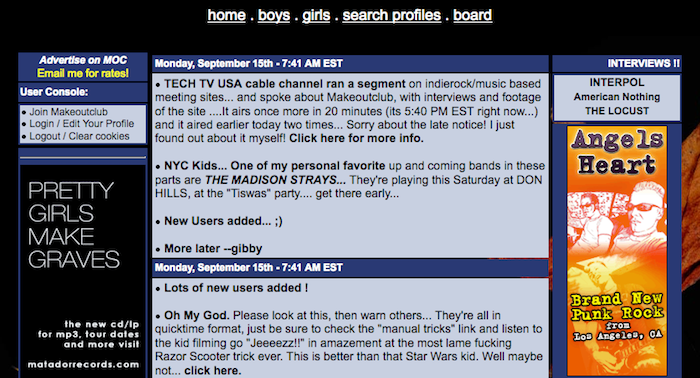 home . boys . girls . search profiles . board
Advertise on MOC
Email me for rates!
User Console:
• Join Makeoutclub
• Login / Edit Your Profile
• Logout / Clear cookies
PRETTY
GIRLS
MAKE
GRAVES
the new cd/lp
for mp3, tour dates
and more visit
matadorrecords.com
Monday, September 15th - 7:41 AM EST
• TECH TV USA cable channel ran a segment on indierock/music based
meeting sites... and spoke about Makeoutclub, with interviews and footage
of the site ....It airs once more in 20 minutes (its 5:40 PM EST right now...)
and it aired earlier today two times... Sorry about the late notice! I just
found out about it myself! Click here for more info.
• NYC Kids... One of my personal favorite up and coming bands in these
parts are THE MADISON STRAYS... They're playing this Saturday at DON
HILLS, at the "Tiswas" party.... get there early...
• New Users added... ;)
• More later --gibby
Monday, September 15th - 7:41 AM EST
• Lots of new users added !
• Oh My God. Please look at this, then warn others... They're all in
quicktime format, just be sure to check the "manual tricks" link and listen to
the kid filming go "Jeeeezz!!" in amazement at the most lame fucking
Razor Scooter trick ever. This is better than that Star Wars kid. Well maybe
not... click here.
INTERVIEWS !!
INTERPOL
American Nothing
THE LOCUST
Angels
Heart
Brand New
Punk Rock
from
Los Angeles, CA